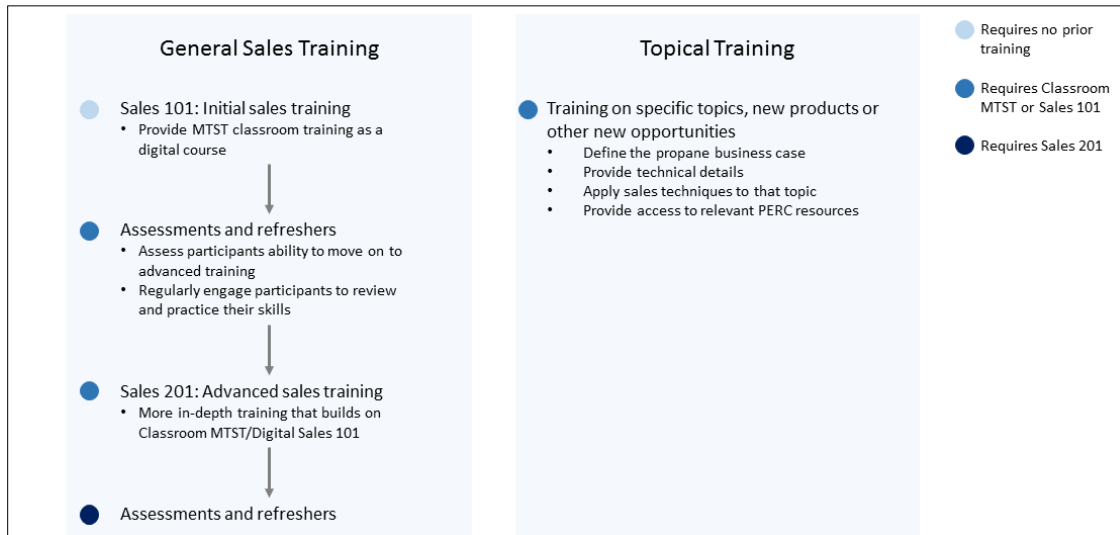 General Sales Training
Sales 101: Initial sales training
• Provide MTST classroom training as a
digital course
Assessments and refreshers
• Assess participants ability to move on to
advanced training
• Regularly engage participants to review
and practice their skills
Sales 201: Advanced sales training
• More in-depth training that builds on
Classroom MTST/Digital Sales 101
Assessments and refreshers
Topical Training
Training on specific topics, new products or
other new opportunities
• Define the propane business case
• Provide technical details
• Apply sales techniques to that topic
• Provide access to relevant PERC resources
Requires no prior
training
Requires Classroom
MTST or Sales 101
Requires Sales 201